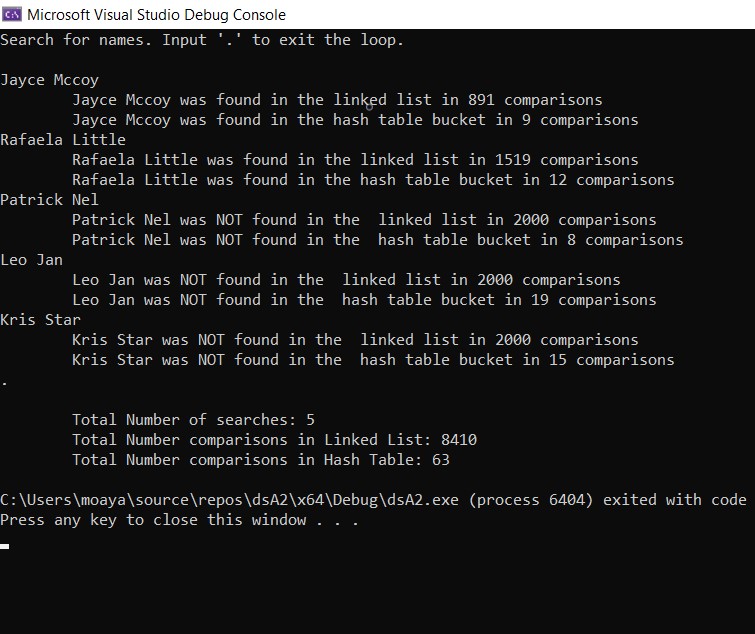 Microsoft Visual Studio Debug Console
Search for names. Input '.' to exit the loop.
Jayce Mccoy
Jayce Mccoy was found in the linked list in 891 comparisons
Jayce Mccoy was found in the hash table bucket in 9 comparisons
Rafaela Little
Rafaela Little was found in the linked list in 1519 comparisons
Rafaela Little was found in the hash table bucket in 12 comparisons
Patrick Nel
Patrick Nel was NOT found in the  linked list in 2000 comparisons
Patrick Nel was NOT found in the  hash table bucket in 8 comparisons
Leo Jan
Leo Jan was NOT found in the  linked list in 2000 comparisons
Leo Jan was NOT found in the  hash table bucket in 19 comparisons
Kris Star
Kris Star was NOT found in the  linked list in 2000 comparisons
Kris Star was NOT found in the  hash table bucket in 15 comparisons
.
Total Number of searches: 5
Total Number comparisons in Linked List: 8410
Total Number comparisons in Hash Table: 63
C:\Users\moaya\source\repos\dsA2\x64\Debug\dsA2.exe (process 6404) exited with code
Press any key to close this window . . .